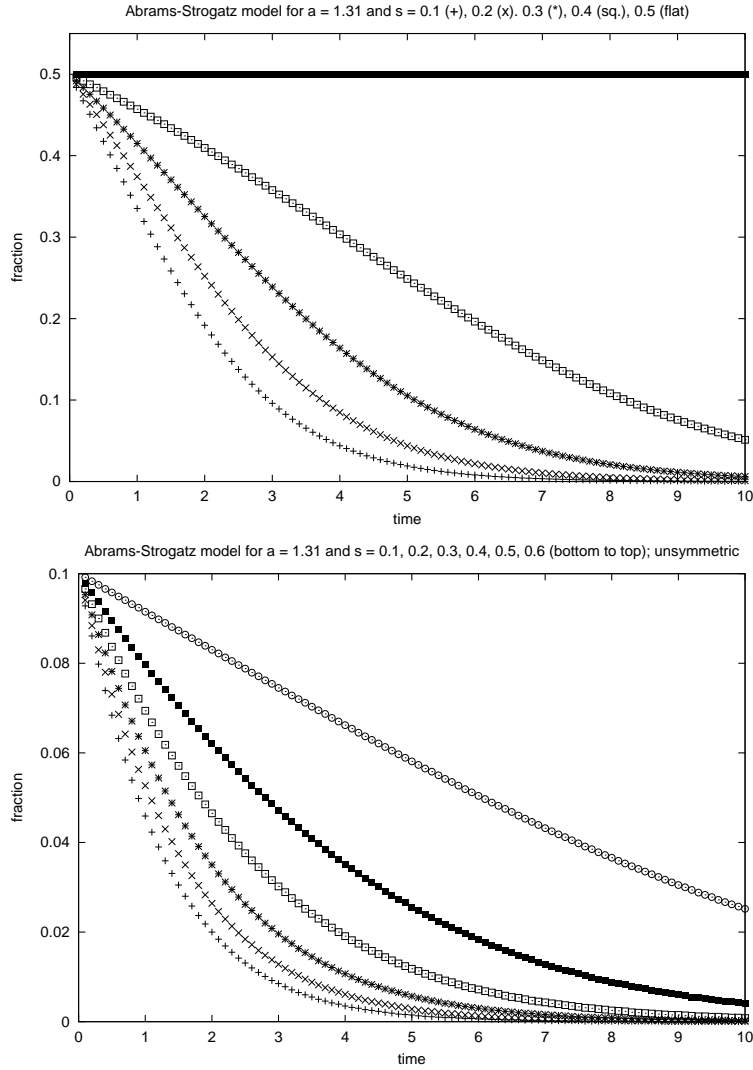 Abrams-Strogatz model for a = 1.31 and s = 0.1 (+), 0.2 (x). 0.3 (*), 0.4 (sq.), 0.5 (flat)
0.5
0.4
0.3
fraction
0.2
0.1
0
0 1 2 3 4 5 6 7 8 9 10
time
Abrams-Strogatz model for a = 1.31 and s = 0.1, 0.2, 0.3, 0.4, 0.5, 0.6 (bottom to top); unsymmetric
0.1
0.08
0.06
fraction
0.04
0.02
0
0 1 2 3 4 5 6 7 8 9 10
time